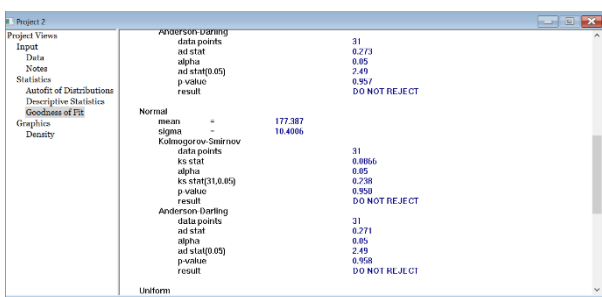 Project 2
Project Views
Input
Data
Notes
Statistics
Autofit of Distributions
Descriptive Statistics
Goodness of Fit
Graphics
Density
Anderson-Darling
data points 31
ad stat 0.273
alpha 0.05
ad stat(0.05) 2.49
p-value 0.957
result DO NOT REJECT
Normal
mean = 177.387
sigma = 10.4006
Kolmogorov-Smirnov
data points 31
ks stat 0.0866
alpha 0.05
ks stat(31,0.05) 0.238
p-value 0.958
result DO NOT REJECT
Anderson-Darling
data points 31
ad stat 0.271
alpha 0.05
ad stat(0.05) 2.49
p-value 0.958
result DO NOT REJECT
Uniform